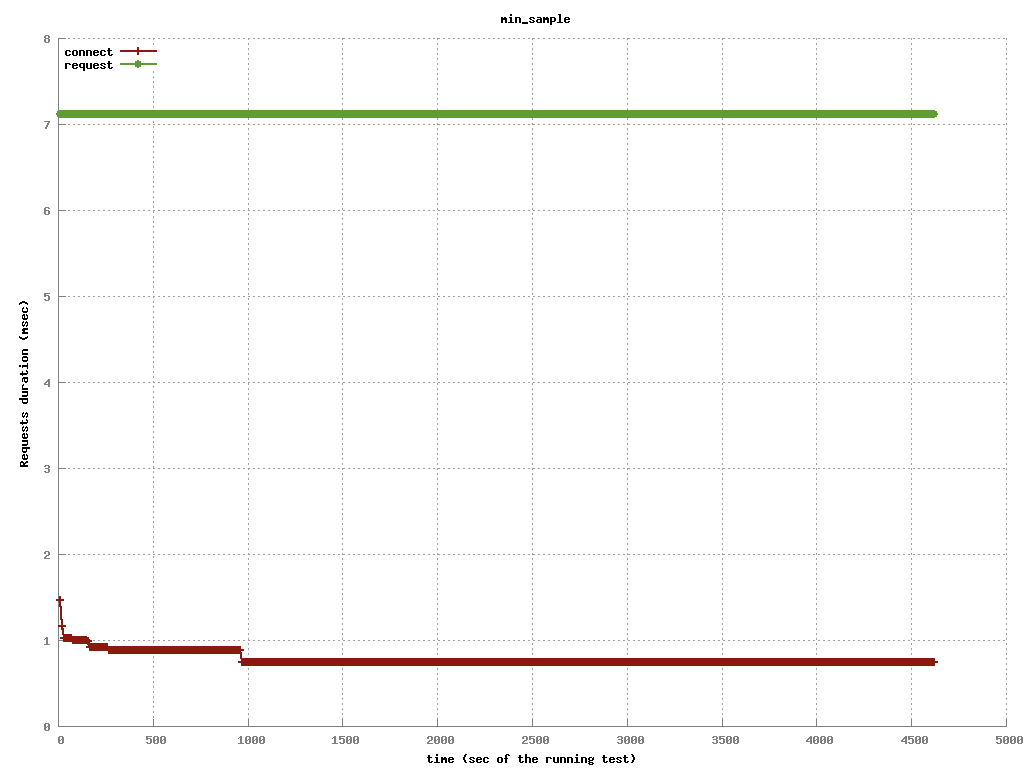 min_sample
connect
request
8
7
6
5
4
3
2
1
0
Requests duration (msec)
0 500 1000 1500 2000 2500 3000 3500 4000 4500 5000
time (sec of the running test)